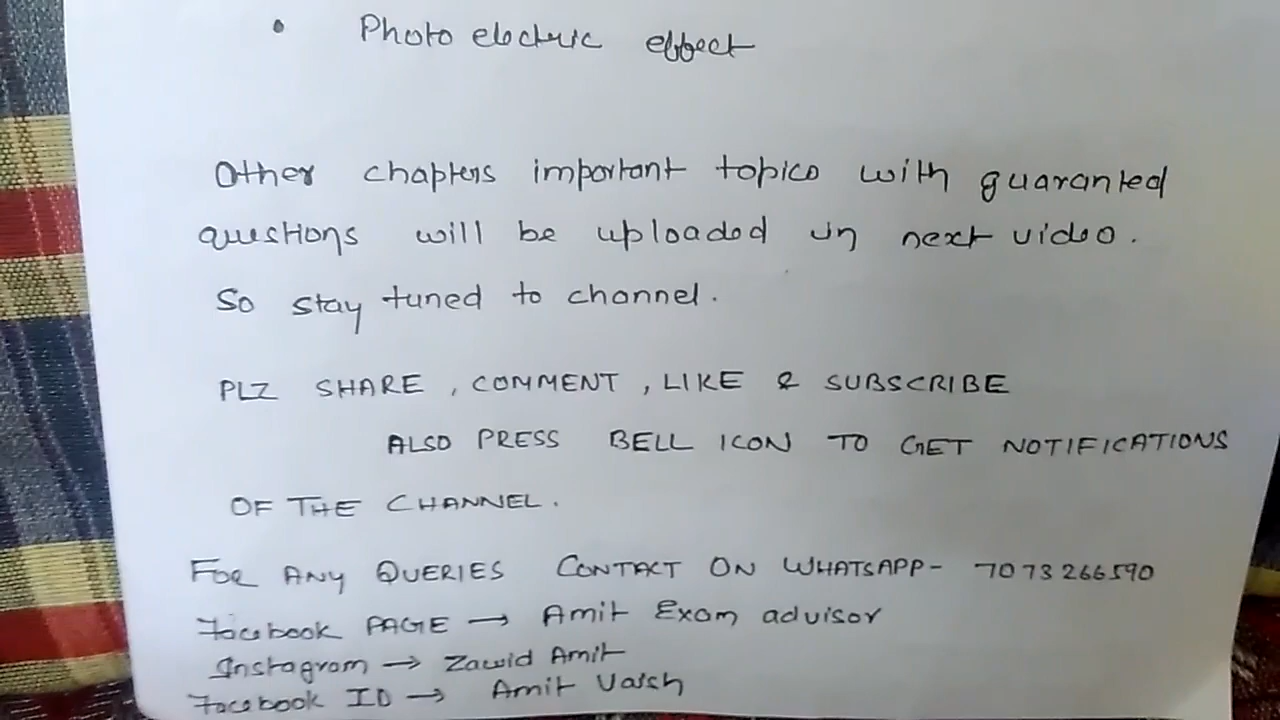 • Photo electric effect
Other chapters important topics with guaranted
questions will be uploaded in next video.
So stay tuned to channel.
PLZ SHARE, COMMENT, LIKE & SUBSCRIBE
ALSO PRESS BELL ICON TO GET NOTIFICATIONS
OF THE CHANNEL.
FOR ANY QUERIES CONTACT ON WHATSAPP- 7073266590
Facebook PAGE → Amit Exam advisor
Instagram → Zawid Amit
Facebook ID → Amit Vaish